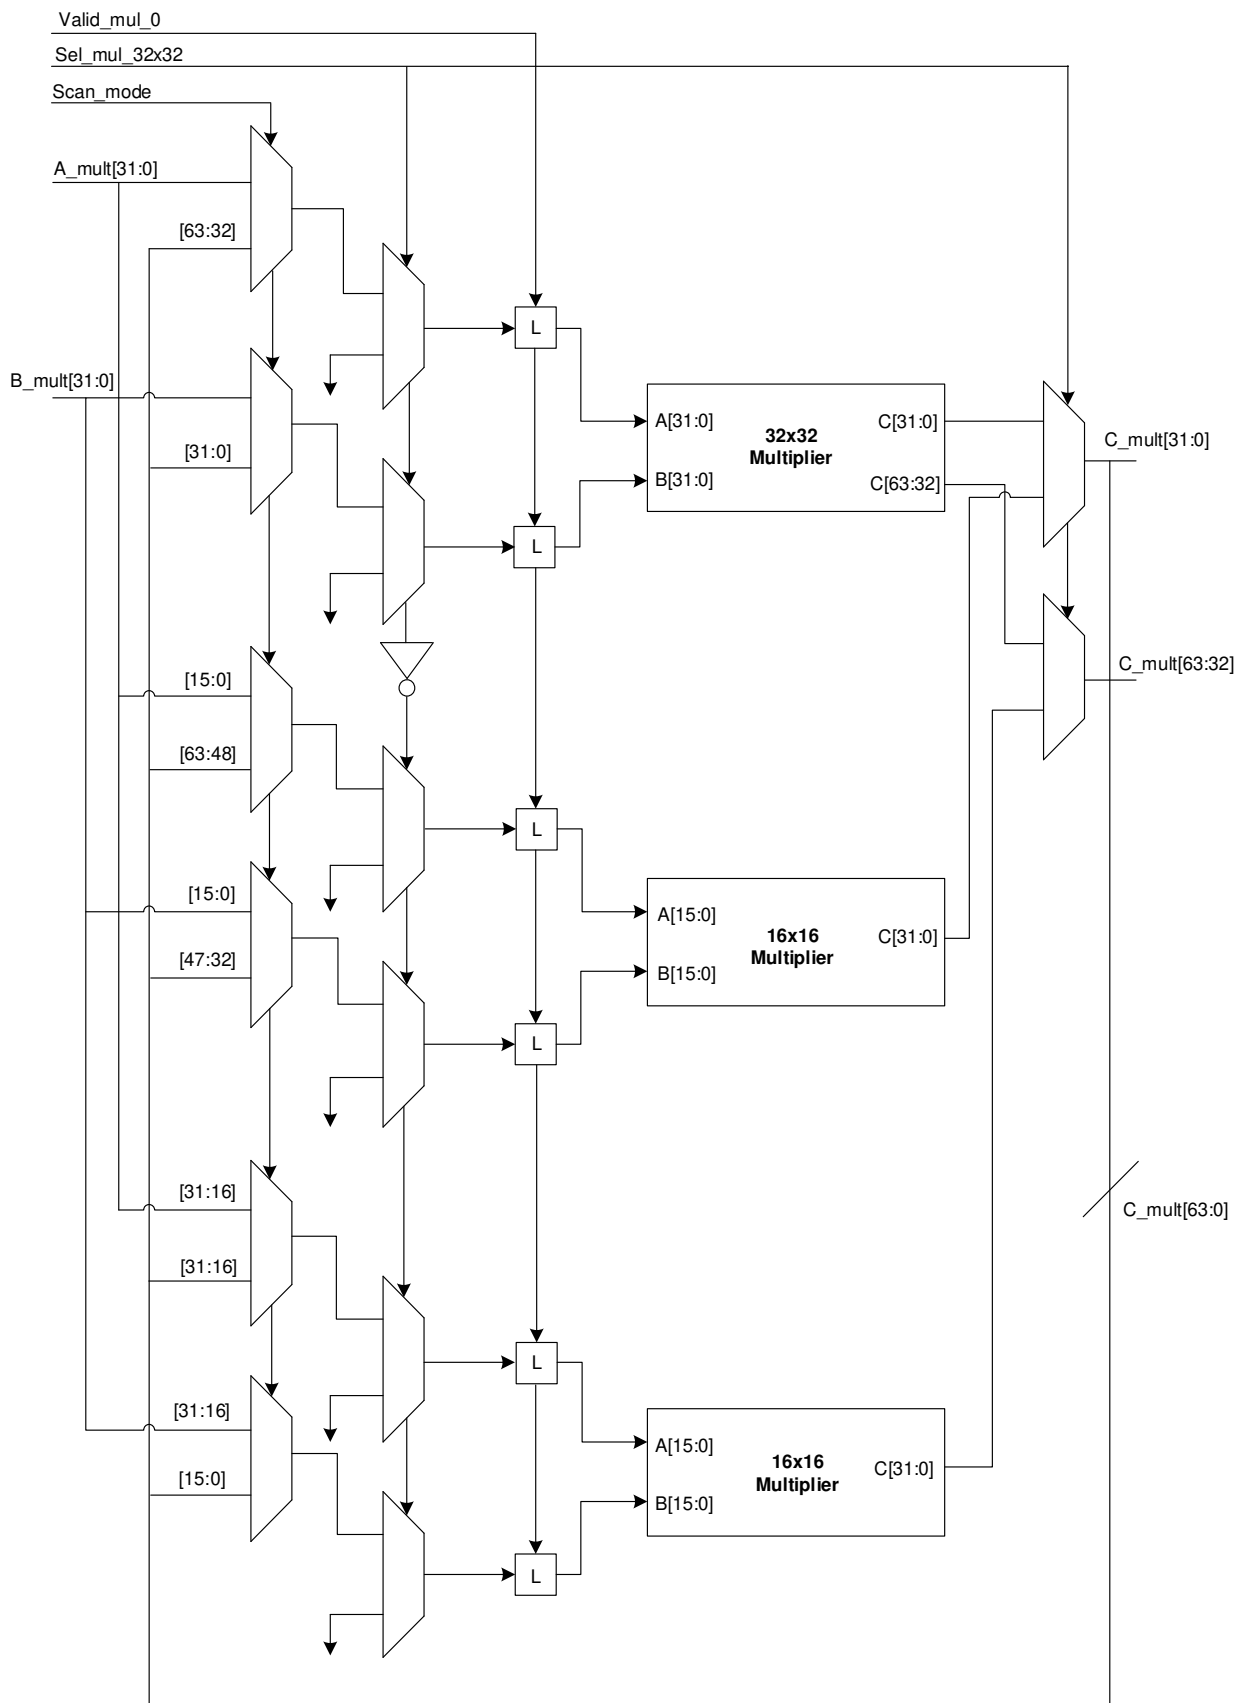 Valid_mul_0
Sel_mul_32x32
Scan_mode
A_mult[31:0]
[63:32]
L
B_mult[31:0]
[31:0]
A[31:0]
C[31:0]
32x32
Multiplier
B[31:0]
C[63:32]
C_mult[31:0]
L
[15:0]
C_mult[63:32]
[63:48]
L
[15:0]
A[15:0]
16x16
Multiplier
C[31:0]
[47:32]
B[15:0]
L
[31:16]
C_mult[63:0]
[31:16]
L
[31:16]
A[15:0]
16x16
Multiplier
C[31:0]
[15:0]
B[15:0]
L